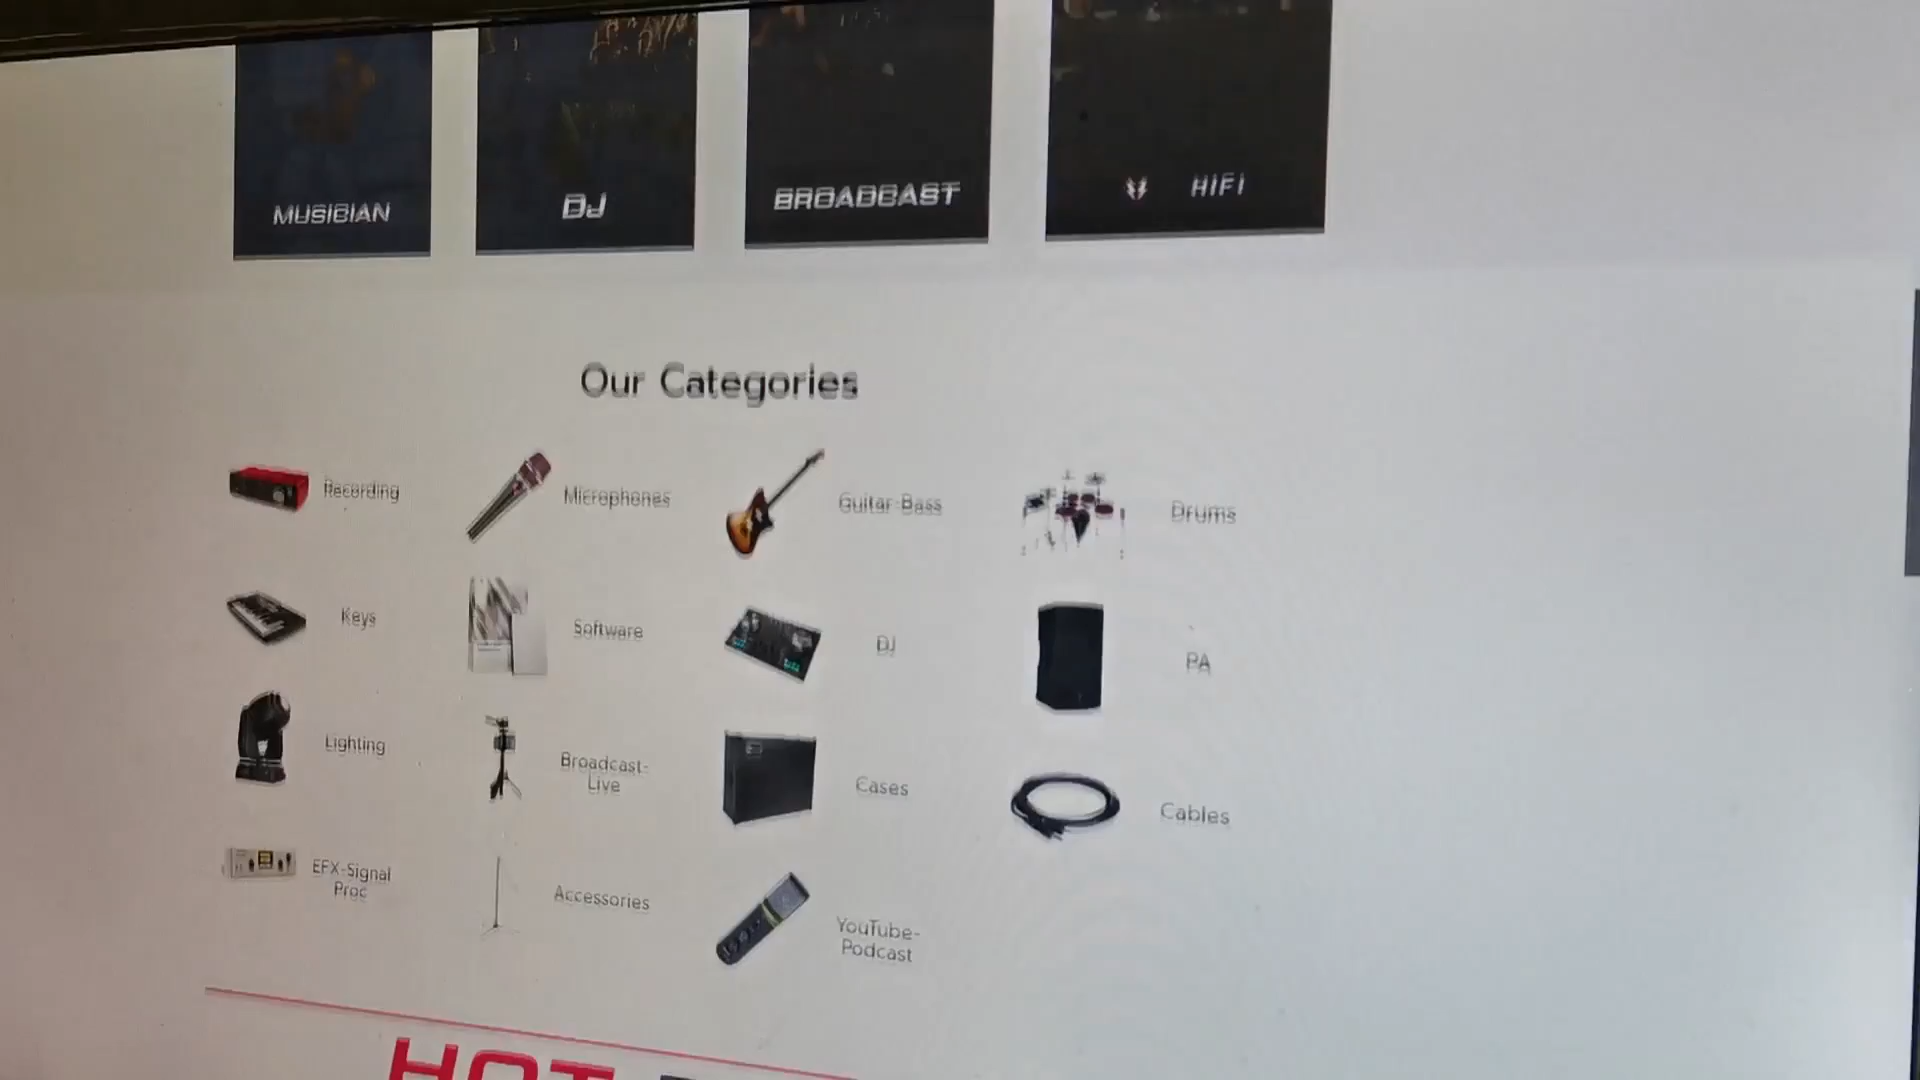 MUSICIAN
DJ
BROADCAST
HIFI
Our Categories
Recording
Microphones
Guitar-Bass
Drums
Keys
Software
DJ
PA
Lighting
Broadcast-
Live
Cases
Cables
EFX-Signal
Proc
Accessories
YouTube-
Podcast
HOT